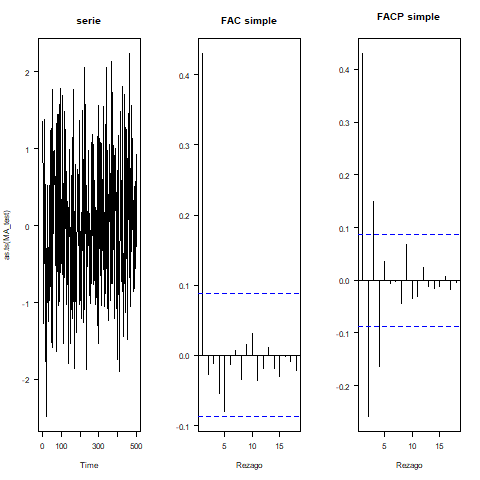 serie
as.ts(MA_test)
2
1
0
-1
-2
0 100 300 500
Time
FAC simple
0.4
0.3
0.2
0.1
0.0
-0.1
5 10 15
Rezago
FACP simple
0.4
0.3
0.2
0.1
0.0
-0.1
-0.2
5 10 15
Rezago